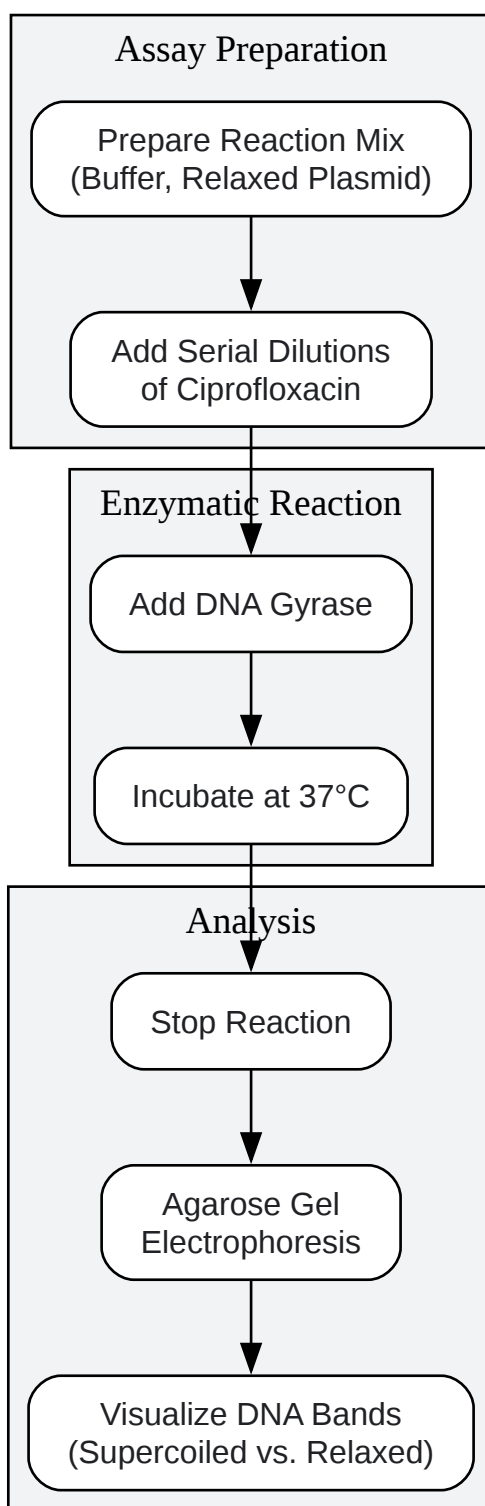 Assay Preparation
Prepare Reaction Mix
(Buffer, Relaxed Plasmid)
Add Serial Dilutions
of Ciprofloxacin
Enzymatic Reaction
Add DNA Gyrase
Incubate at 37°C
Analysis
Stop Reaction
Agarose Gel
Electrophoresis
Visualize DNA Bands
(Supercoiled vs. Relaxed)